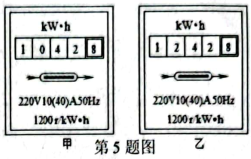 kW·h
1 0 4 2 8
220V10(40)A50Hz
1200r/kW·h
甲
kW·h
1 2 4 2 8
220V10(40)A50Hz
1200r/kW·h
乙
第5题图